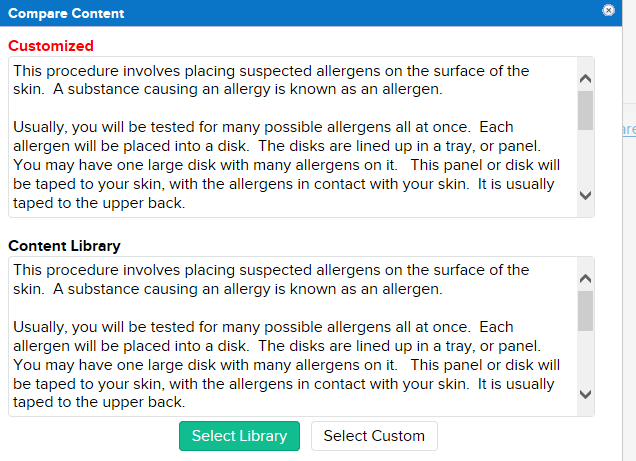 Compare Content
Customized
This procedure involves placing suspected allergens on the surface of the
skin.  A substance causing an allergy is known as an allergen.
Usually, you will be tested for many possible allergens all at once.  Each
allergen will be placed into a disk.  The disks are lined up in a tray, or panel.
You may have one large disk with many allergens on it.   This panel or disk will
be taped to your skin, with the allergens in contact with your skin.  It is usually
taped to the upper back.
Content Library
This procedure involves placing suspected allergens on the surface of the
skin.  A substance causing an allergy is known as an allergen.
Usually, you will be tested for many possible allergens all at once.  Each
allergen will be placed into a disk.  The disks are lined up in a tray, or panel.
You may have one large disk with many allergens on it.   This panel or disk will
be taped to your skin, with the allergens in contact with your skin.  It is usually
taped to the upper back.
Select Library Select Custom